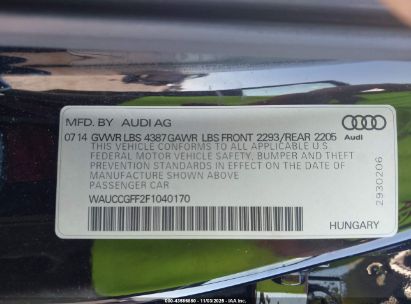 MFD. BY AUDI AG
07 14 GVWR LBS 4387 GAWR LBS FRONT 2293/REAR 2205
THIS VEHICLE CONFORMS TO ALL APPLICABLE U.S.
FEDERAL MOTOR VEHICLE SAFETY, BUMPER AND THEFT
PREVENTION STANDARDS IN EFFECT ON THE DATE OF
MANUFACTURE SHOWN ABOVE
PASSENGER CAR
WAUCCGFF2F1040170
Audi
2930206
HUNGARY